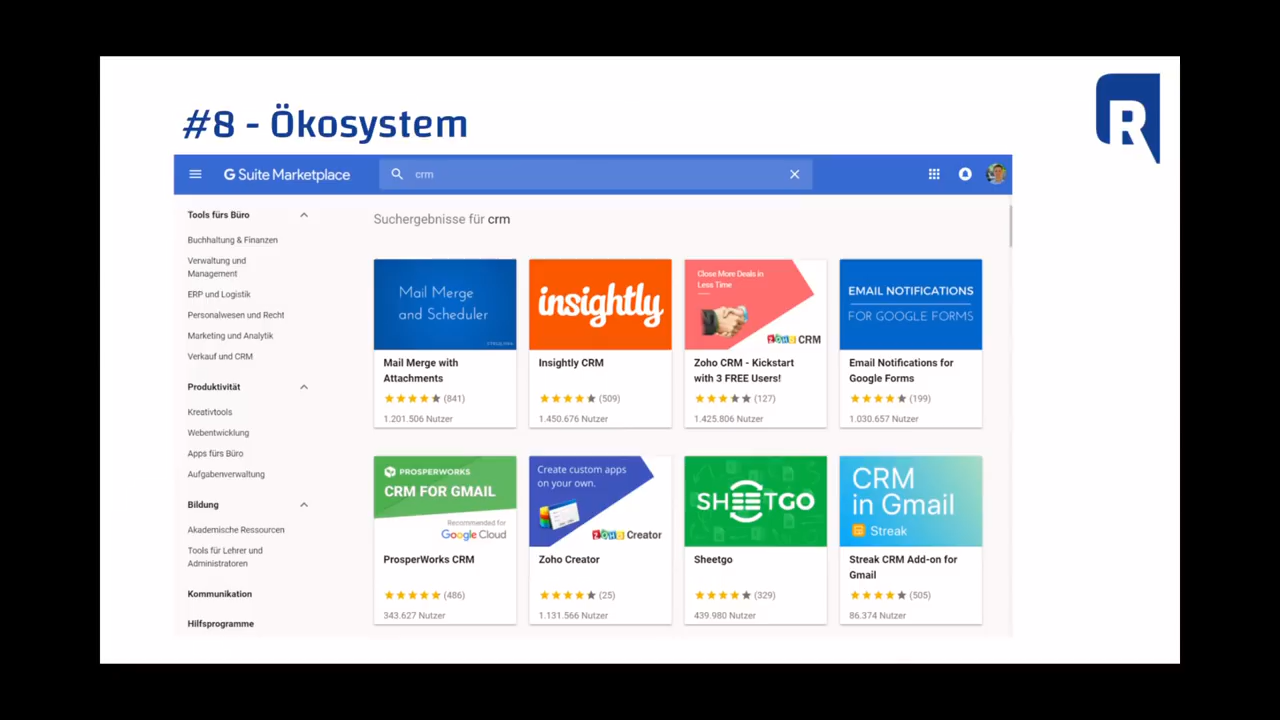 #8 - Ökosystem
R
G Suite Marketplace
crm
Tools fürs Büro
Buchhaltung & Finanzen
Verwaltung und
Management
ERP und Logistik
Personalwesen und Recht
Marketing und Analytik
Verkauf und CRM
Produktivität
Kreativtools
Webentwicklung
Apps fürs Büro
Aufgabenverwaltung
Bildung
Akademische Ressourcen
Tools für Lehrer und
Administratoren
Kommunikation
Hilfsprogramme
Suchergebnisse für crm
Mail Merge
and Scheduler
Mail Merge with
Attachments
(841)
1.201.506 Nutzer
insightly
Insightly CRM
(509)
1.450.676 Nutzer
Close More Deals in
Less Time
ZOHO CRM
Zoho CRM - Kickstart
with 3 FREE Users!
(127)
1.425.806 Nutzer
EMAIL NOTIFICATIONS
FOR GOOGLE FORMS
Email Notifications for
Google Forms
(199)
1.030.657 Nutzer
PROSPERWORKS
CRM FOR GMAIL
Recommended for
Google Cloud
ProsperWorks CRM
(486)
343.627 Nutzer
Create custom apps
on your own.
ZOHO Creator
Zoho Creator
(25)
1.131.566 Nutzer
SHEETGO
Sheetgo
(329)
439.980 Nutzer
CRM
in Gmail
Streak
Streak CRM Add-on for
Gmail
(505)
86.374 Nutzer